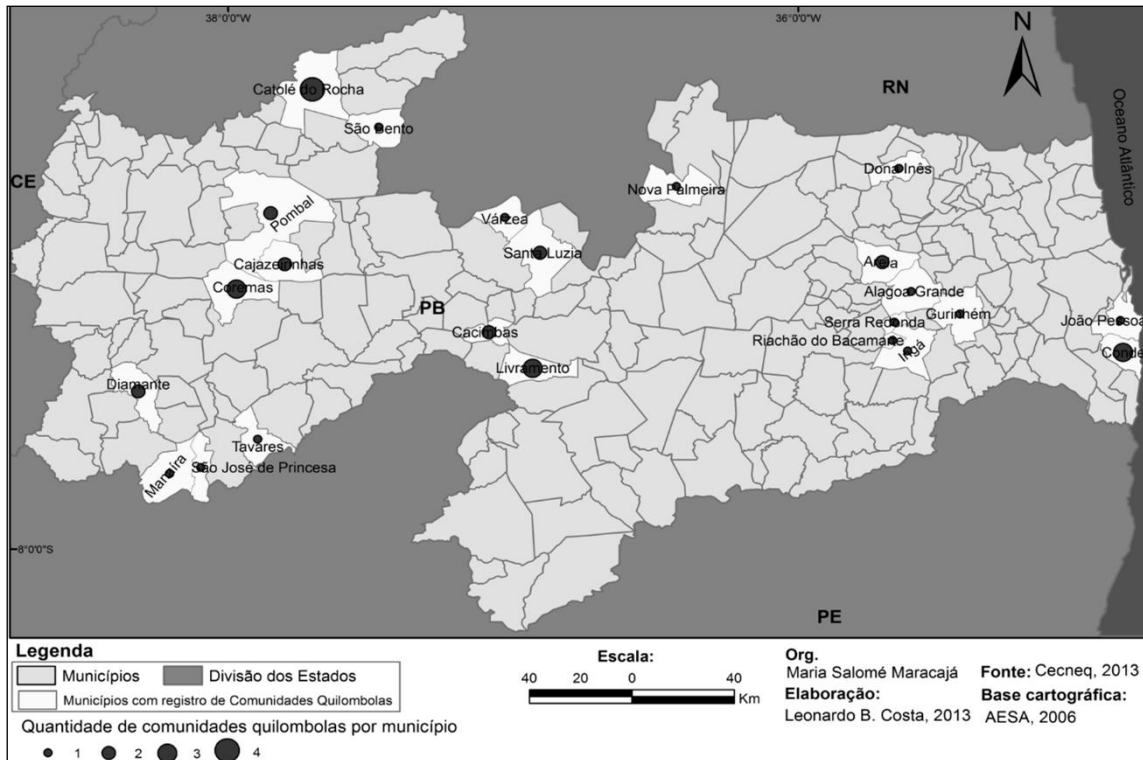 38°0'0"W
36°0'0"W
N
RN
CE
PB
PE
Oceano Atlântico
Catolé do Rocha
São Bento
Nova Palmeira
Dona Inês
Várzea
Pombal
Santa Luzia
Cajazeirinhas
Areia
Coremas
Alagoa Grande
Gurinhém
Serra Redonda
João Pessoa
Cacimbas
Riachão do Bacamarte
Ingá
Conde
Livramento
Diamante
Tavares
São José de Princesa
Manaíra
8°0'0"S
Legenda
Municípios
Divisão dos Estados
Municípios com registro de Comunidades Quilombolas
Quantidade de comunidades quilombolas por município
1 2 3 4
Escala:
40 20 0 40
Km
Org.
Maria Salomé Maracajá
Elaboração:
Leonardo B. Costa, 2013
Fonte: Cecneq, 2013
Base cartográfica:
AESA, 2006